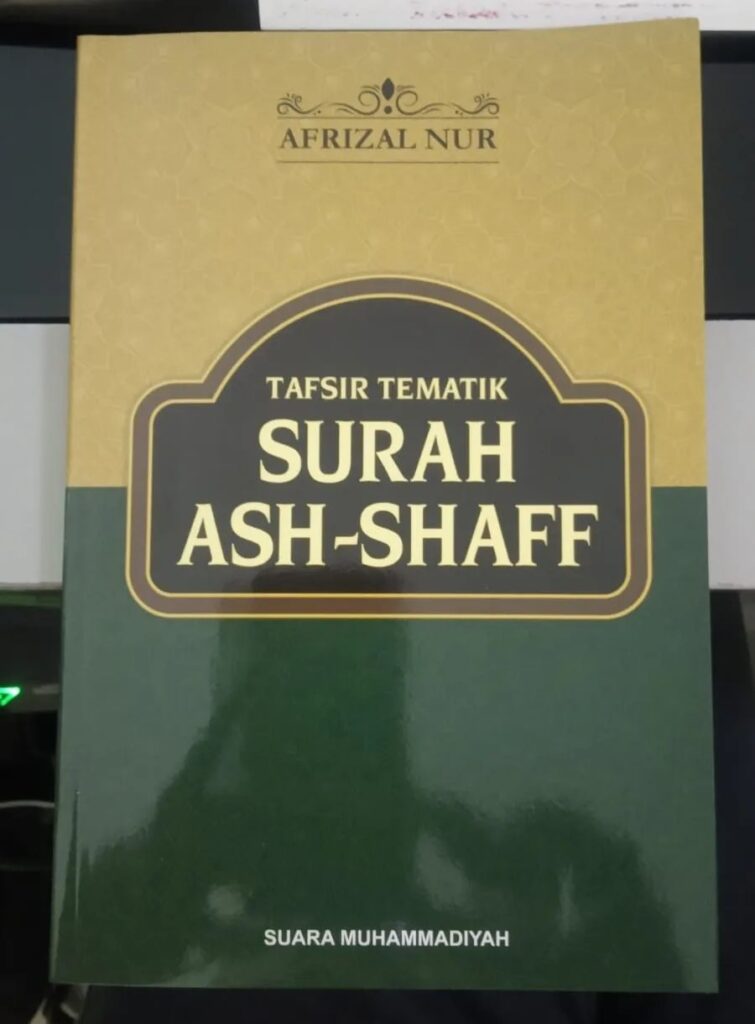 AFRIZAL NUR
TAFSIR TEMATIK
SURAH
ASH-SHAFF
SUARA MUHAMMADIYAH